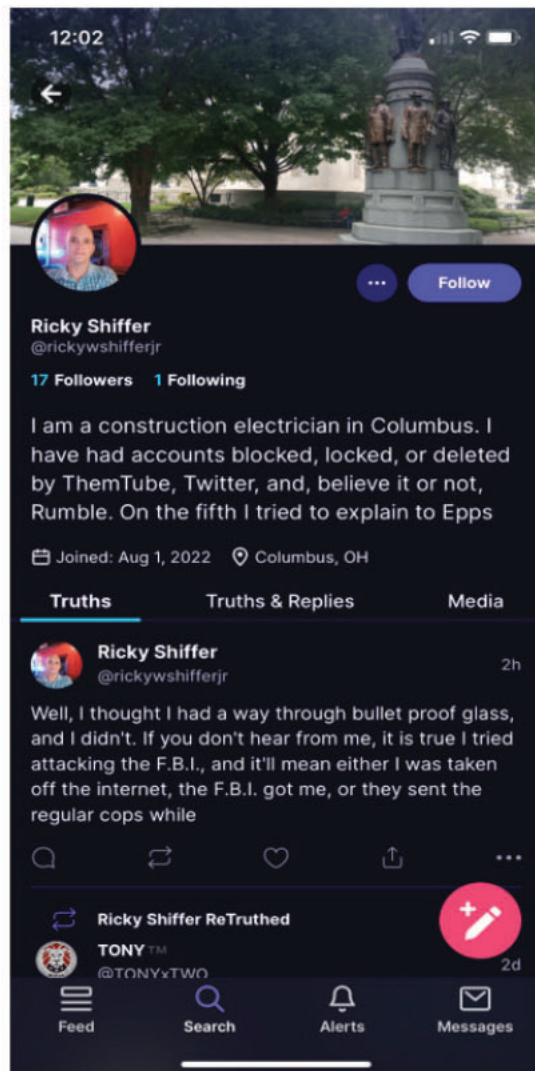 12:02
Follow
Ricky Shiffer
@rickywshifferjr
17 Followers 1 Following
I am a construction electrician in Columbus. I
have had accounts blocked, locked, or deleted
by ThemTube, Twitter, and, believe it or not,
Rumble. On the fifth I tried to explain to Epps
Joined: Aug 1, 2022 Columbus, OH
Truths Truths & Replies Media
Ricky Shiffer
@rickywshifferjr 2h
Well, I thought I had a way through bullet proof glass,
and I didn't. If you don't hear from me, it is true I tried
attacking the F.B.I., and it'll mean either I was taken
off the internet, the F.B.I. got me, or they sent the
regular cops while
Ricky Shiffer ReTruthed
TONY™
@TONYxTWO 2d
Feed Search Alerts Messages